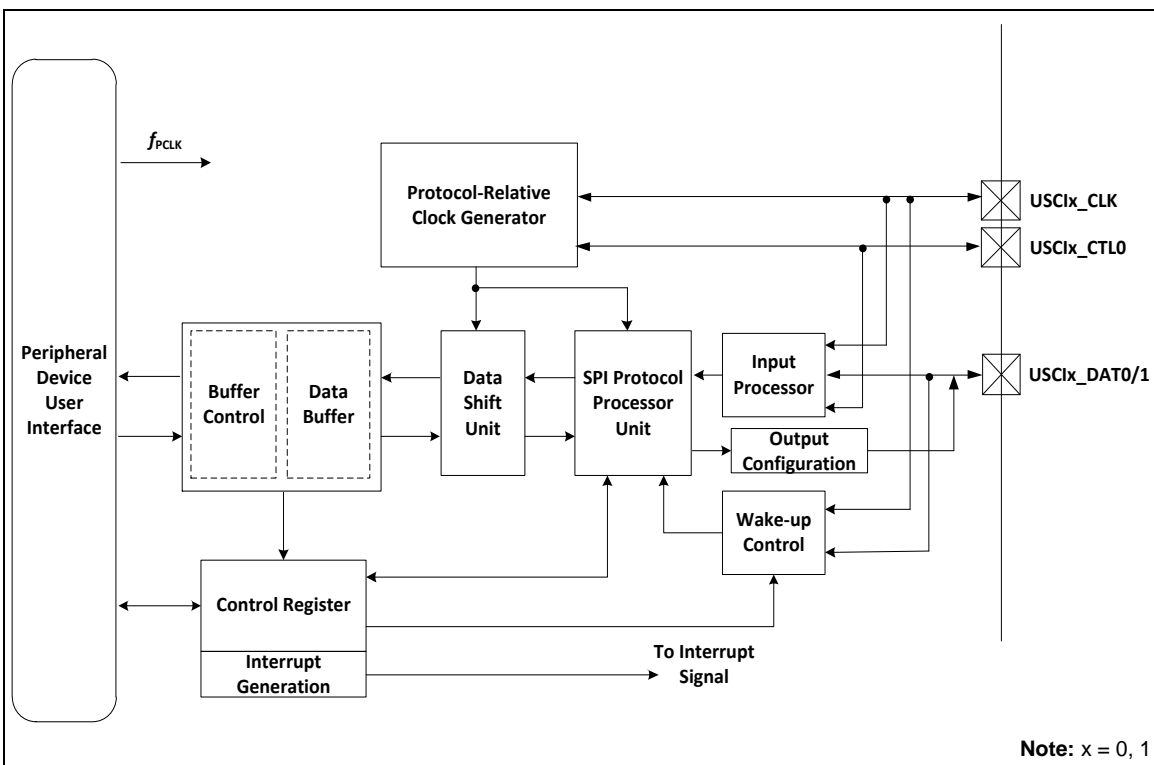 fPCLK
Protocol-Relative
Clock Generator
USCIx_CLK
USCIx_CTL0
Peripheral
Device
User
Interface
Buffer
Control
Data
Buffer
Data
Shift
Unit
SPI Protocol
Processor
Unit
Input
Processor
USCIx_DAT0/1
Output
Configuration
Wake-up
Control
Control Register
Interrupt
Generation
To Interrupt
Signal
Note: x = 0, 1